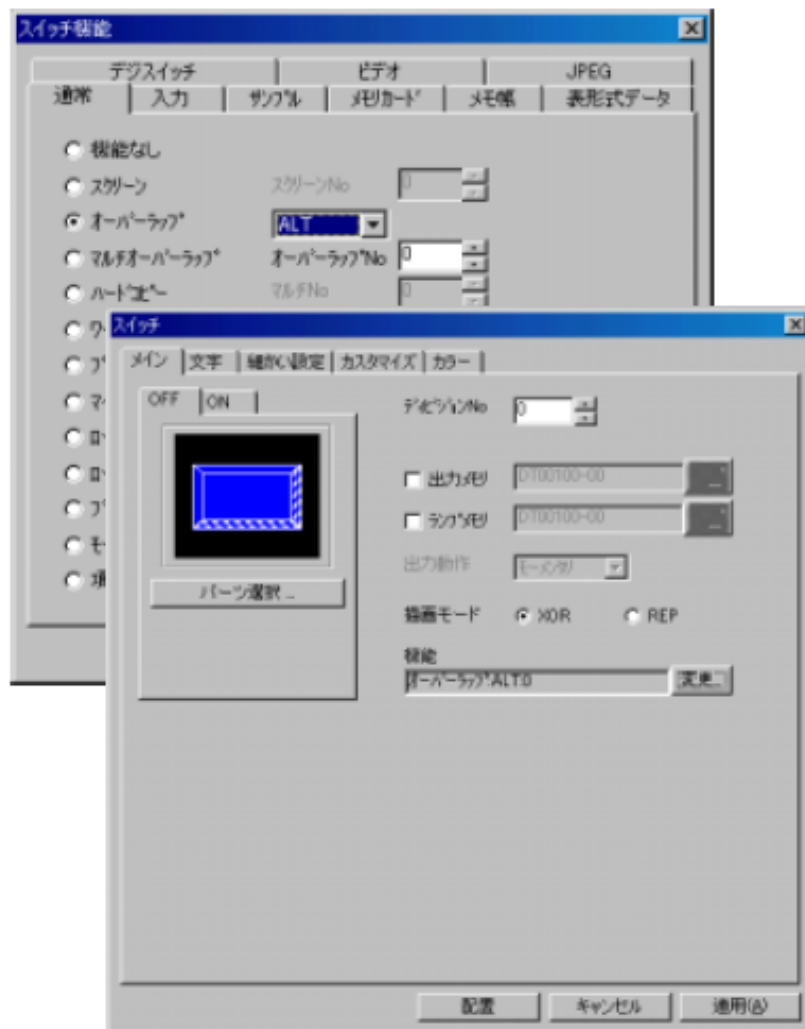 スイッチ機能
デジスイッチ ビデオ JPEG
通常 入力 サンプル メモリカード メモ帳 表形式データ
機能なし
スクリーン スクリーンNo 0
オーバーラップ ALT
マルチオーバーラップ オーバーラップNo 0
ハードコピー マルチNo 0
スイッチ
メイン 文字 細かい設定 カスタマイズ カラー
OFF ON
ディビジョンNo 0
出力メモリ DT00100-00
ランプメモリ DT00100-00
出力動作 モーメンタリ
パーツ選択...
描画モード XOR REP
機能
オーバーラップ:ALT:0 変更...
配置 キャンセル 適用(A)